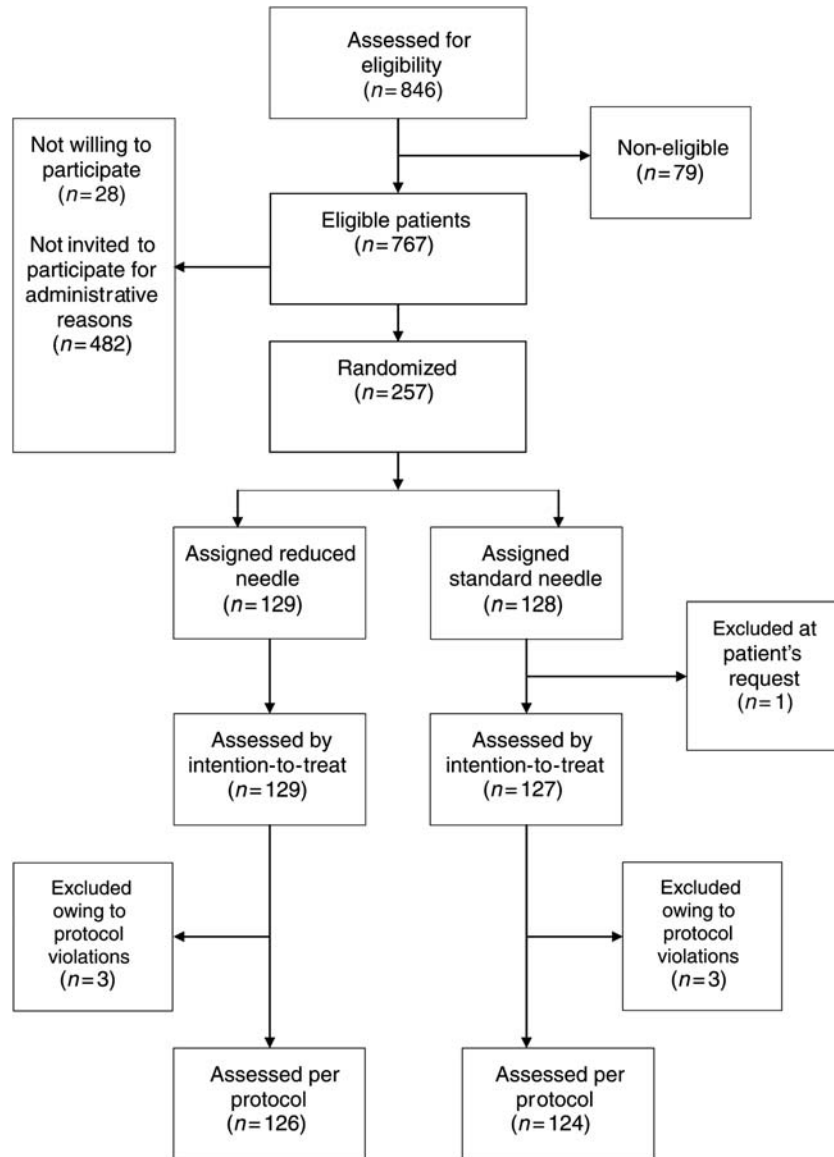 Assessed for
eligibility
(n=846)
Non-eligible
(n=79)
Not willing to
participate
(n=28)
Not invited to
participate for
administrative
reasons
(n=482)
Eligible patients
(n=767)
Randomized
(n=257)
Assigned reduced
needle
(n=129)
Assigned
standard needle
(n=128)
Excluded at
patient's
request
(n=1)
Assessed by
intention-to-treat
(n=129)
Assessed by
intention-to-treat
(n=127)
Excluded
owing to
protocol
violations
(n=3)
Excluded
owing to
protocol
violations
(n=3)
Assessed per
protocol
(n=126)
Assessed per
protocol
(n=124)